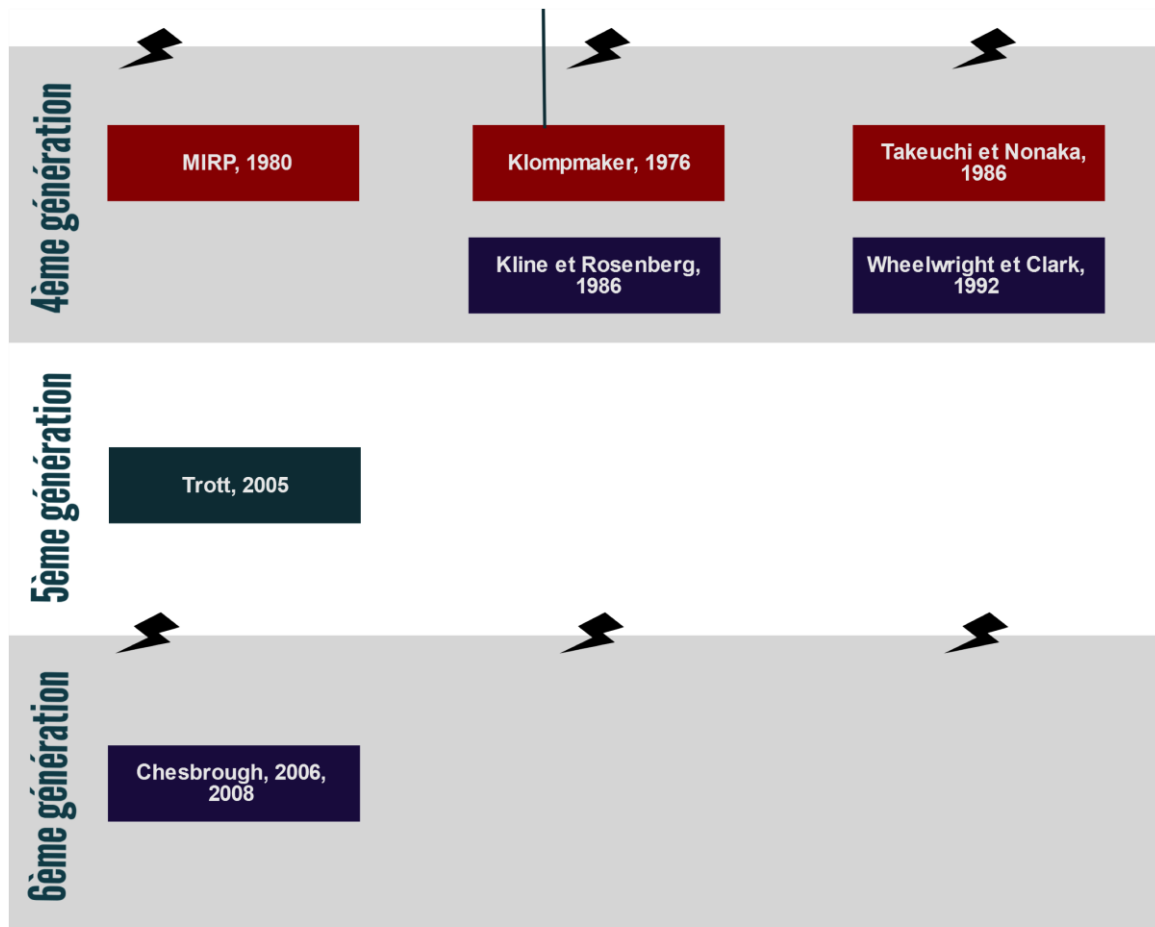 4ème génération
MIRP, 1980
Klompmaker, 1976
Takeuchi et Nonaka,
1986
Kline et Rosenberg,
1986
Wheelwright et Clark,
1992
5ème génération
Trott, 2005
6ème génération
Chesbrough, 2006,
2008